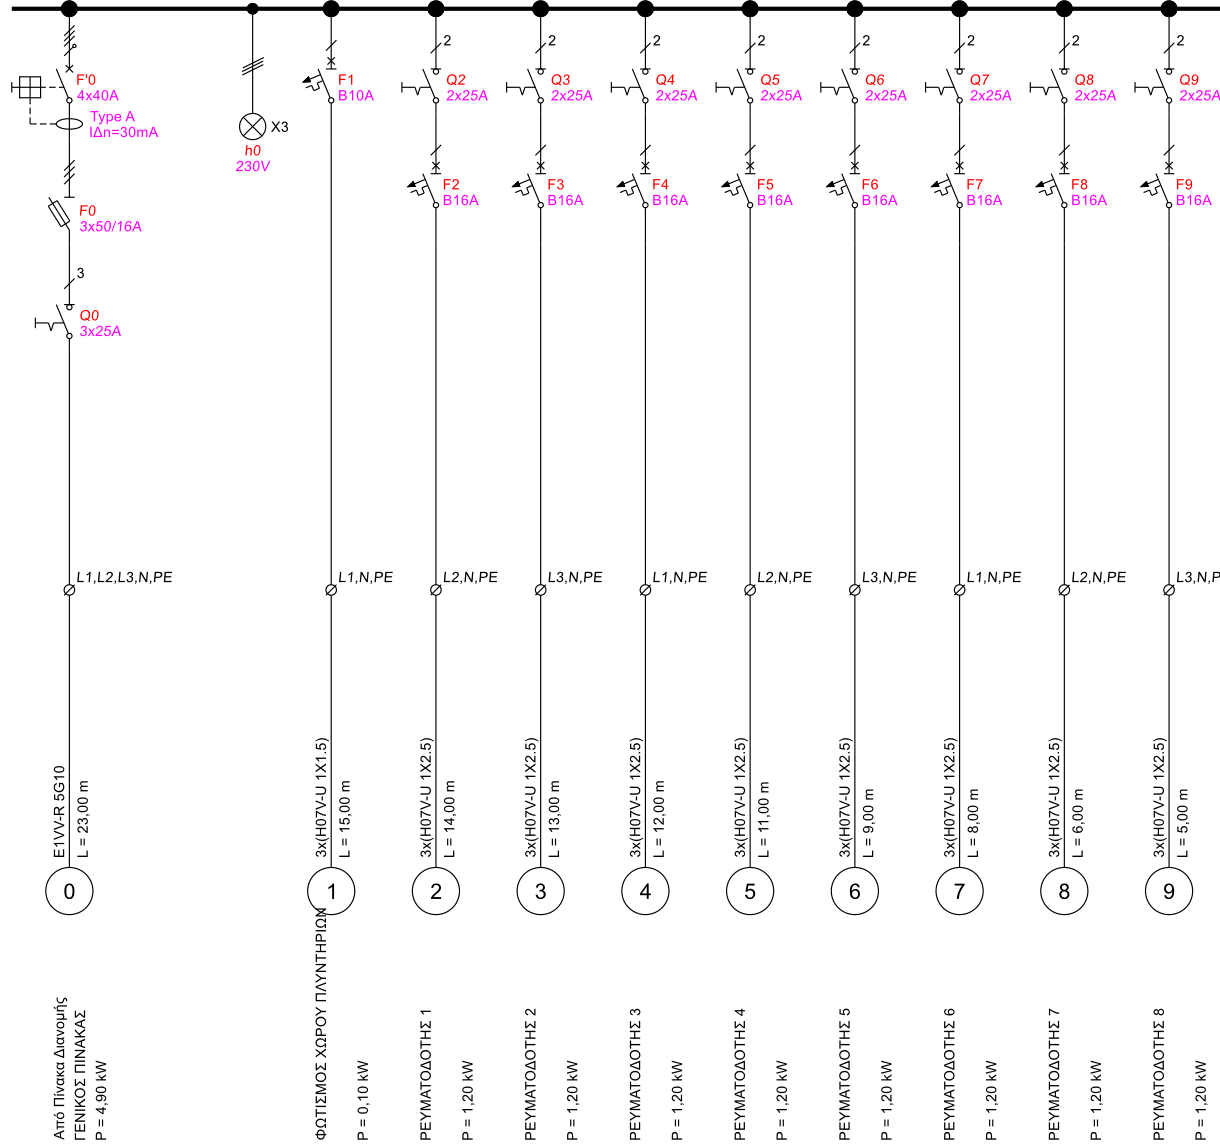 2
2
2
2
2
2
2
2
F'0
4x40A
F1
B10A
Q2
2x25A
Q3
2x25A
Q4
2x25A
Q5
2x25A
Q6
2x25A
Q7
2x25A
Q8
2x25A
Q9
2x25A
Type A
IΔn=30mA
X3
h0
230V
F2
B16A
F3
B16A
F4
B16A
F5
B16A
F6
B16A
F7
B16A
F8
B16A
F9
B16A
F0
3x50/16A
3
Q0
3x25A
L1,L2,L3,N,PE
L1,N,PE
L2,N,PE
L3,N,PE
L1,N,PE
L2,N,PE
L3,N,PE
L1,N,PE
L2,N,PE
L3,N,P
E1VV-R 5G10
L = 23,00 m
3x(H07V-U 1X1.5)
L = 15,00 m
3x(H07V-U 1X2.5)
L = 14,00 m
3x(H07V-U 1X2.5)
L = 13,00 m
3x(H07V-U 1X2.5)
L = 12,00 m
3x(H07V-U 1X2.5)
L = 11,00 m
3x(H07V-U 1X2.5)
L = 9,00 m
3x(H07V-U 1X2.5)
L = 8,00 m
3x(H07V-U 1X2.5)
L = 6,00 m
3x(H07V-U 1X2.5)
L = 5,00 m
0
1
2
3
4
5
6
7
8
9
Από Πίνακα Διανομής
ΓΕΝΙΚΟΣ ΠΙΝΑΚΑΣ
P = 4,90 kW
ΦΩΤΙΣΜΟΣ ΧΩΡΟΥ ΠΛΥΝΤΗΡΙΩΝ
P = 0,10 kW
ΡΕΥΜΑΤΟΔΟΤΗΣ 1
P = 1,20 kW
ΡΕΥΜΑΤΟΔΟΤΗΣ 2
P = 1,20 kW
ΡΕΥΜΑΤΟΔΟΤΗΣ 3
P = 1,20 kW
ΡΕΥΜΑΤΟΔΟΤΗΣ 4
P = 1,20 kW
ΡΕΥΜΑΤΟΔΟΤΗΣ 5
P = 1,20 kW
ΡΕΥΜΑΤΟΔΟΤΗΣ 6
P = 1,20 kW
ΡΕΥΜΑΤΟΔΟΤΗΣ 7
P = 1,20 kW
ΡΕΥΜΑΤΟΔΟΤΗΣ 8
P = 1,20 kW